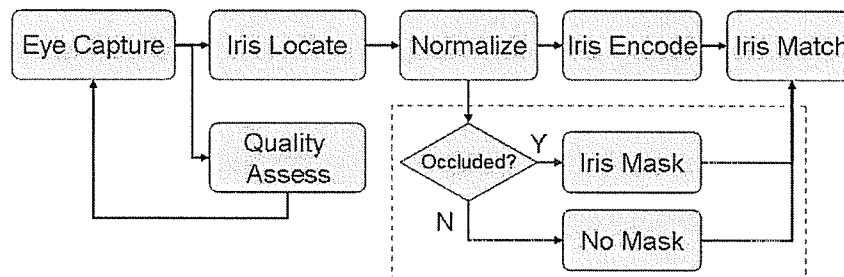 Eye Capture
Iris Locate
Normalize
Iris Encode
Iris Match
Quality
Assess
Occluded?
Y
Iris Mask
N
No Mask